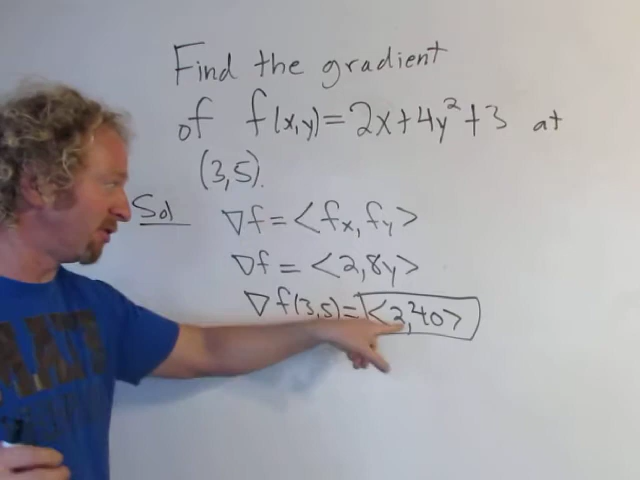 Find the gradient
of f(x,y)=2x+4y²+3 at
(3,5).
Sol
∇f=<fx,fy>
∇f=<2,8y>
∇f(3,5)=<2,40>
MATH